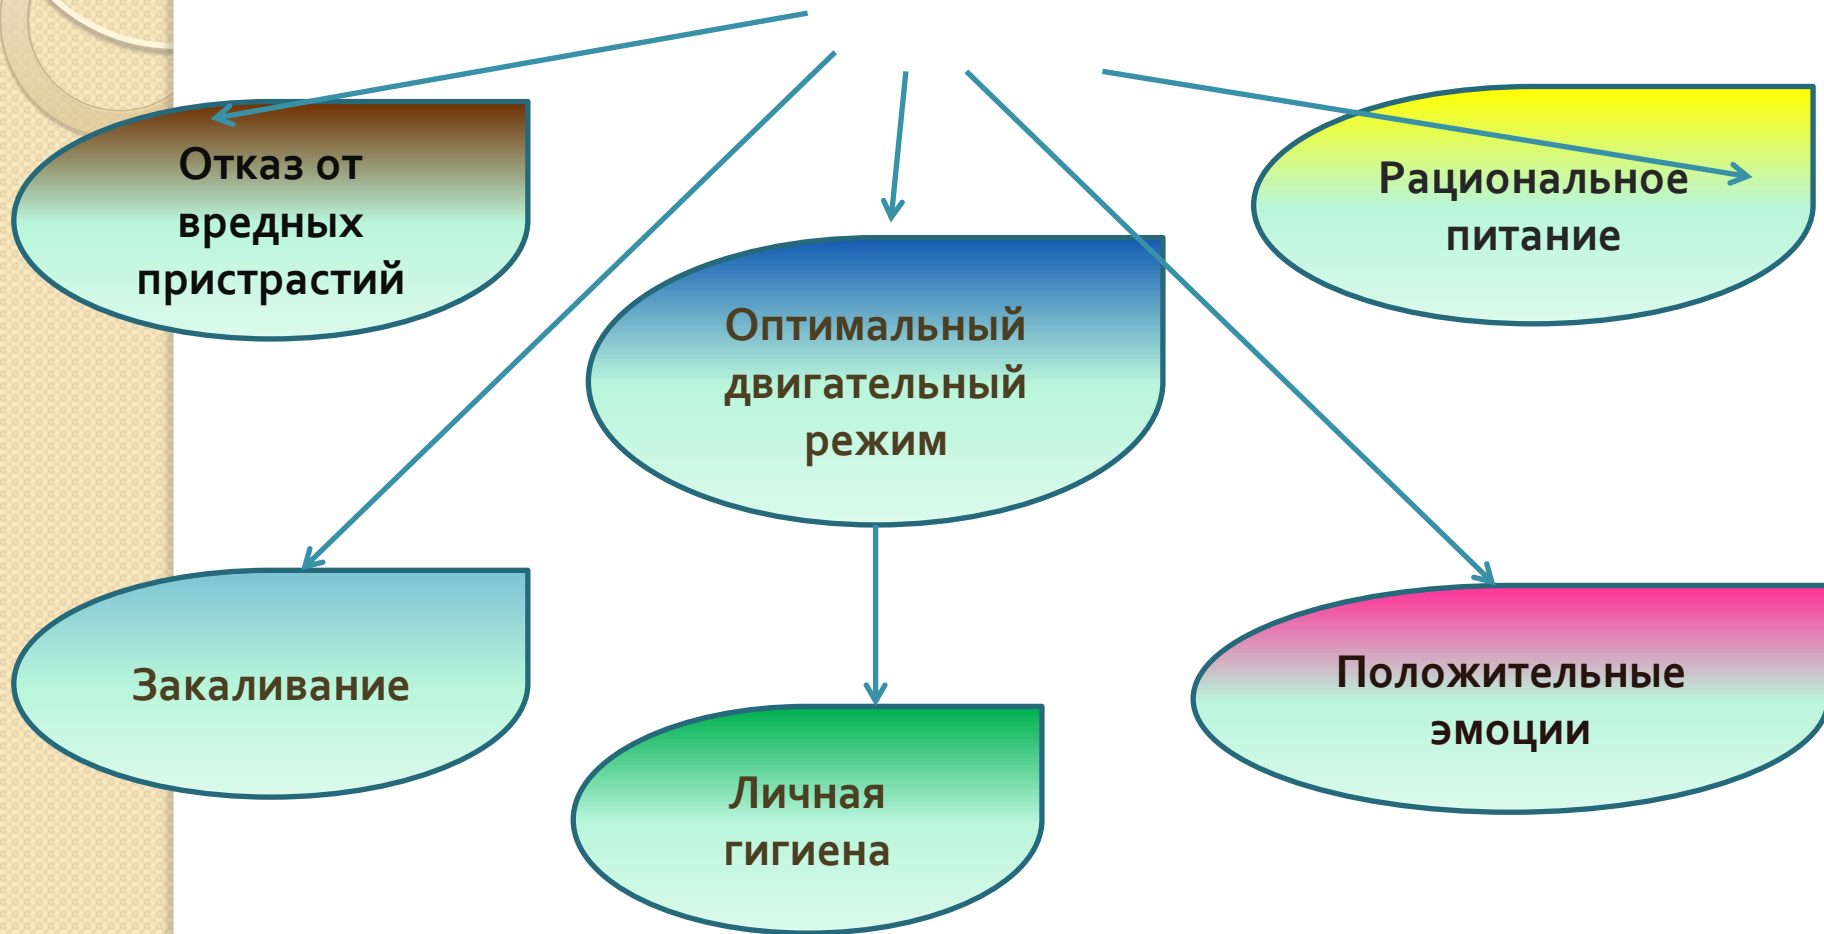 Отказ от
вредных
пристрастий
Рациональное
питание
Оптимальный
двигательный
режим
Закаливание
Положительные
эмоции
Личная
гигиена